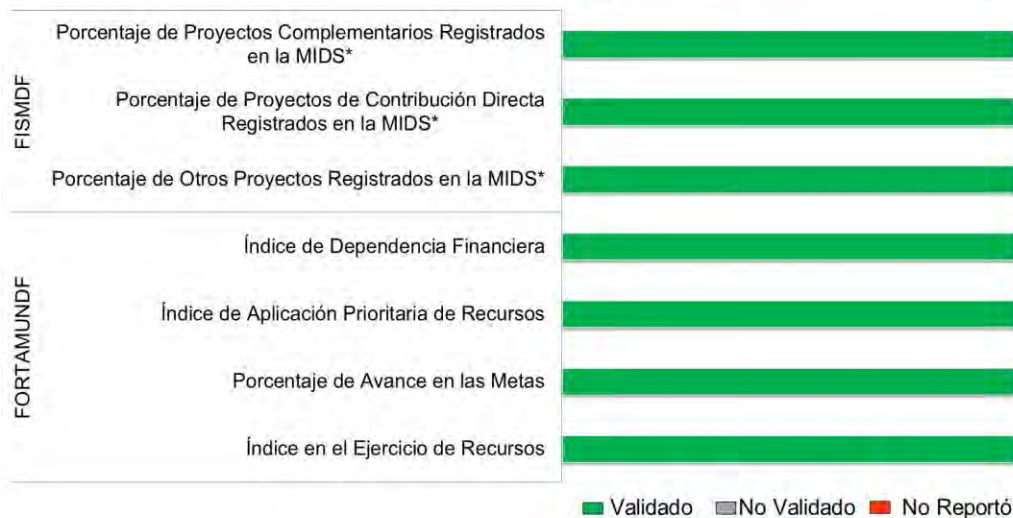 FISMDF
Porcentaje de Proyectos Complementarios Registrados
en la MIDS*
Porcentaje de Proyectos de Contribución Directa
Registrados en la MIDS*
Porcentaje de Otros Proyectos Registrados en la MIDS*
FORTAMUNDF
Índice de Dependencia Financiera
Índice de Aplicación Prioritaria de Recursos
Porcentaje de Avance en las Metas
Índice en el Ejercicio de Recursos
Validado No Validado No Reportó